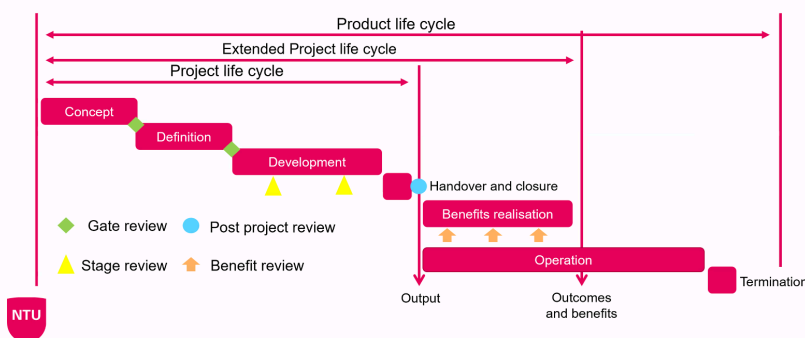 Product life cycle
Extended Project life cycle
Project life cycle
Concept
Definition
Development
Handover and closure
Benefits realisation
Gate review
Post project review
Stage review
Benefit review
Operation
Termination
Output
Outcomes
and benefits
NTU